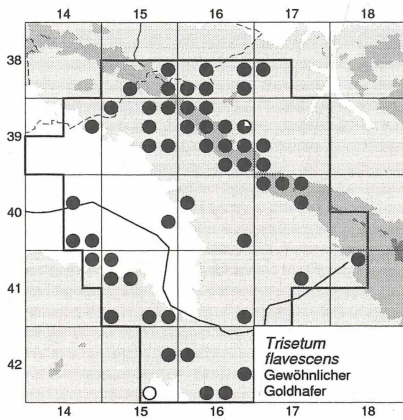 14 15 16 17 18
38
39
40
41
42
Trisetum
flavescens
Gewöhnlicher
Goldhafer
14 15 16 17 18